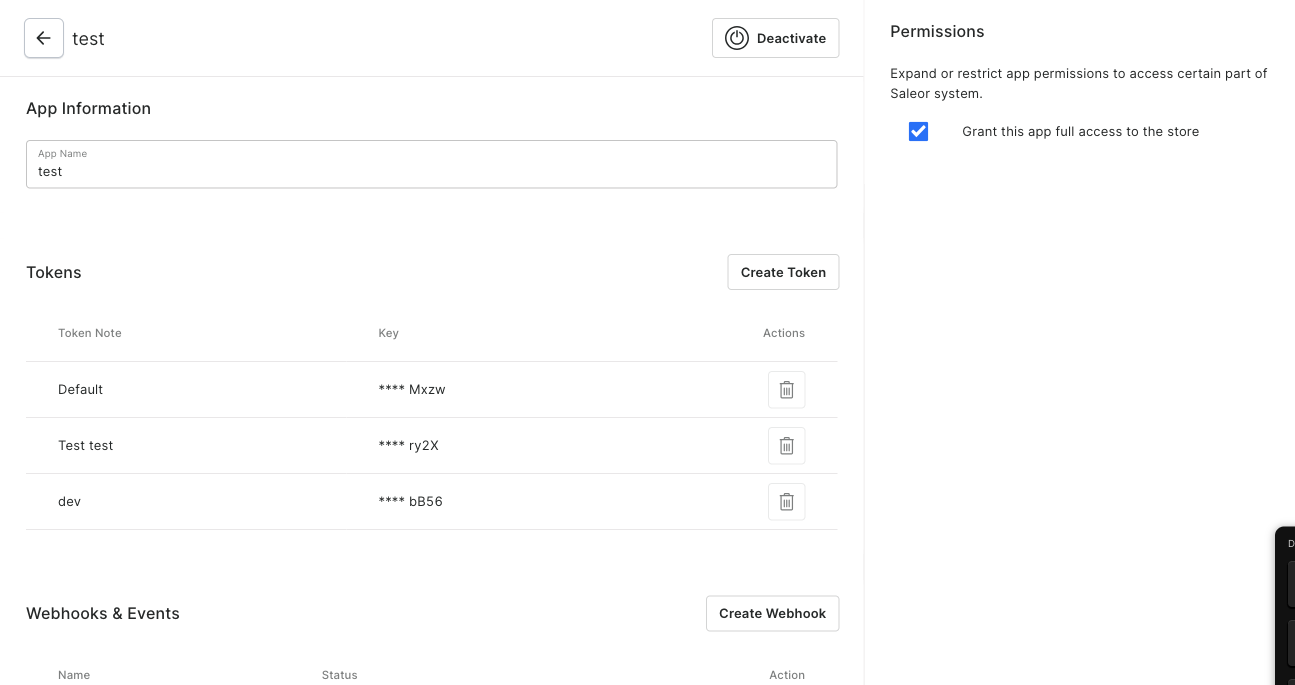 test
Deactivate
App Information
App Name
test
Tokens
Create Token
Token Note Key Actions
Default **** Mxzw
Test test **** ry2X
dev **** bB56
Webhooks & Events
Create Webhook
Name Status Action
Permissions
Expand or restrict app permissions to access certain part of
Saleor system.
Grant this app full access to the store
D